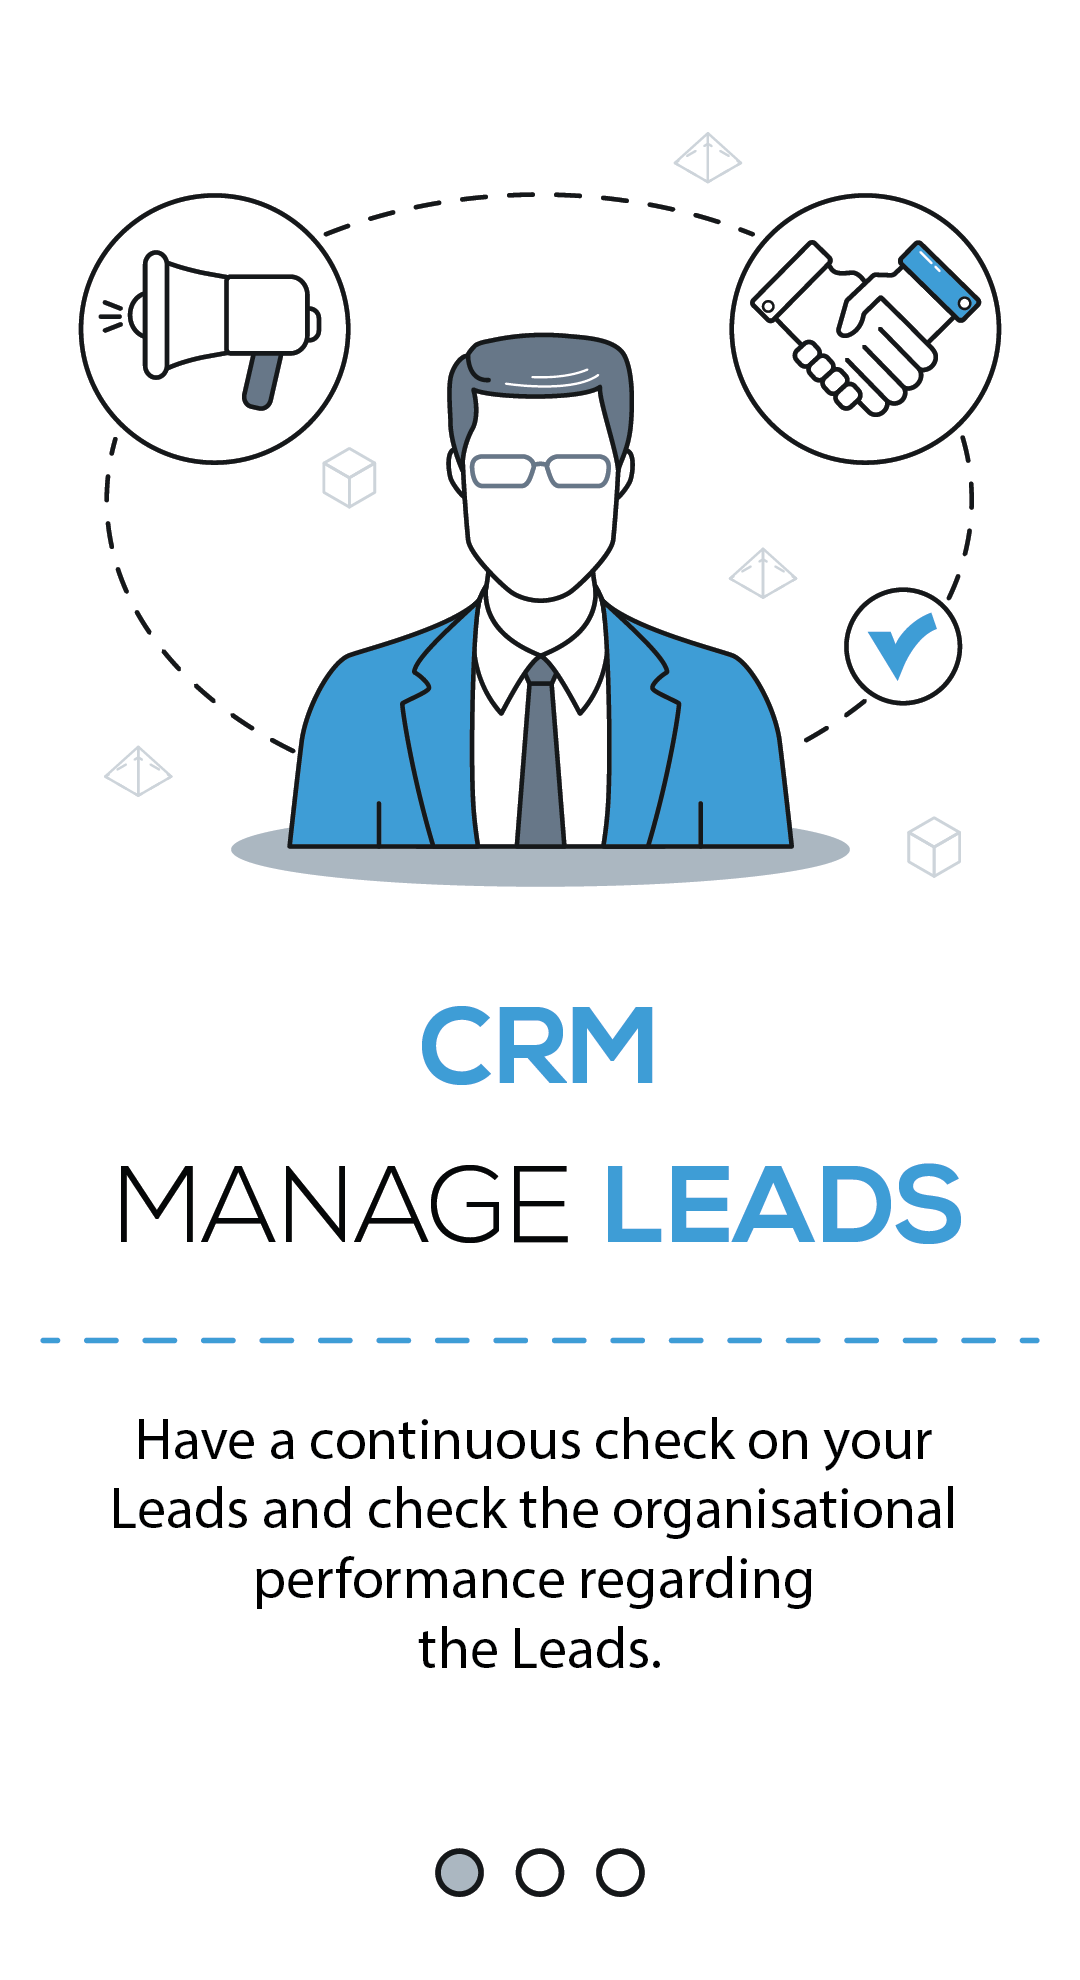 CRM
MANAGE LEADS
Have a continuous check on your
Leads and check the organisational
performance regarding
the Leads.